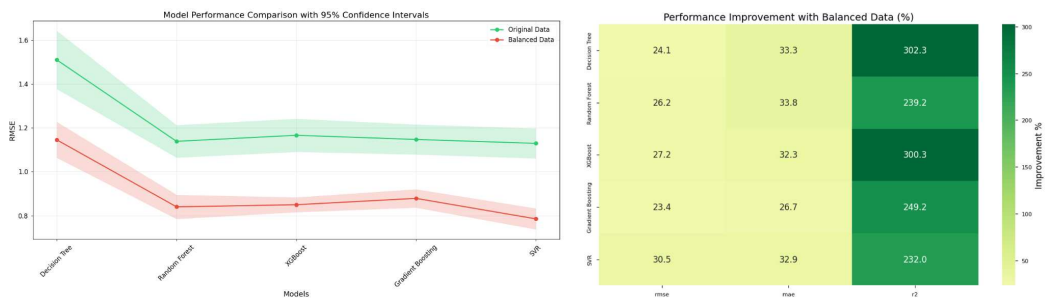 Model Performance Comparison with 95% Confidence Intervals
Original Data
Balanced Data
1.6
1.4
1.2
1.0
0.8
RMSE
Decision Tree
Random Forest
XGBoost
Gradient Boosting
SVR
Models
Performance Improvement with Balanced Data (%)
Decision Tree
24.1
33.3
302.3
Random Forest
26.2
33.8
239.2
XGBoost
27.2
32.3
300.3
Gradient Boosting
23.4
26.7
249.2
SVR
30.5
32.9
232.0
rmse
mae
r2
300
250
200
150
100
50
Improvement %